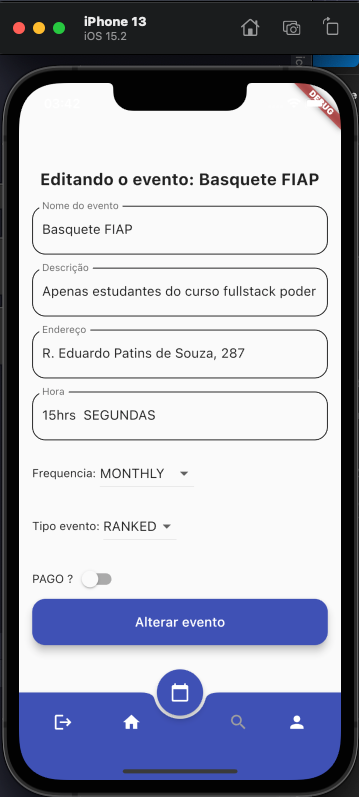 iPhone 13
iOS 15.2
DEBUG
Editando o evento: Basquete FIAP
Nome do evento
Basquete FIAP
Descrição
Apenas estudantes do curso fullstack poder
Endereço
R. Eduardo Patins de Souza, 287
Hora
15hrs  SEGUNDAS
Frequencia: MONTHLY
Tipo evento: RANKED
PAGO ?
Alterar evento